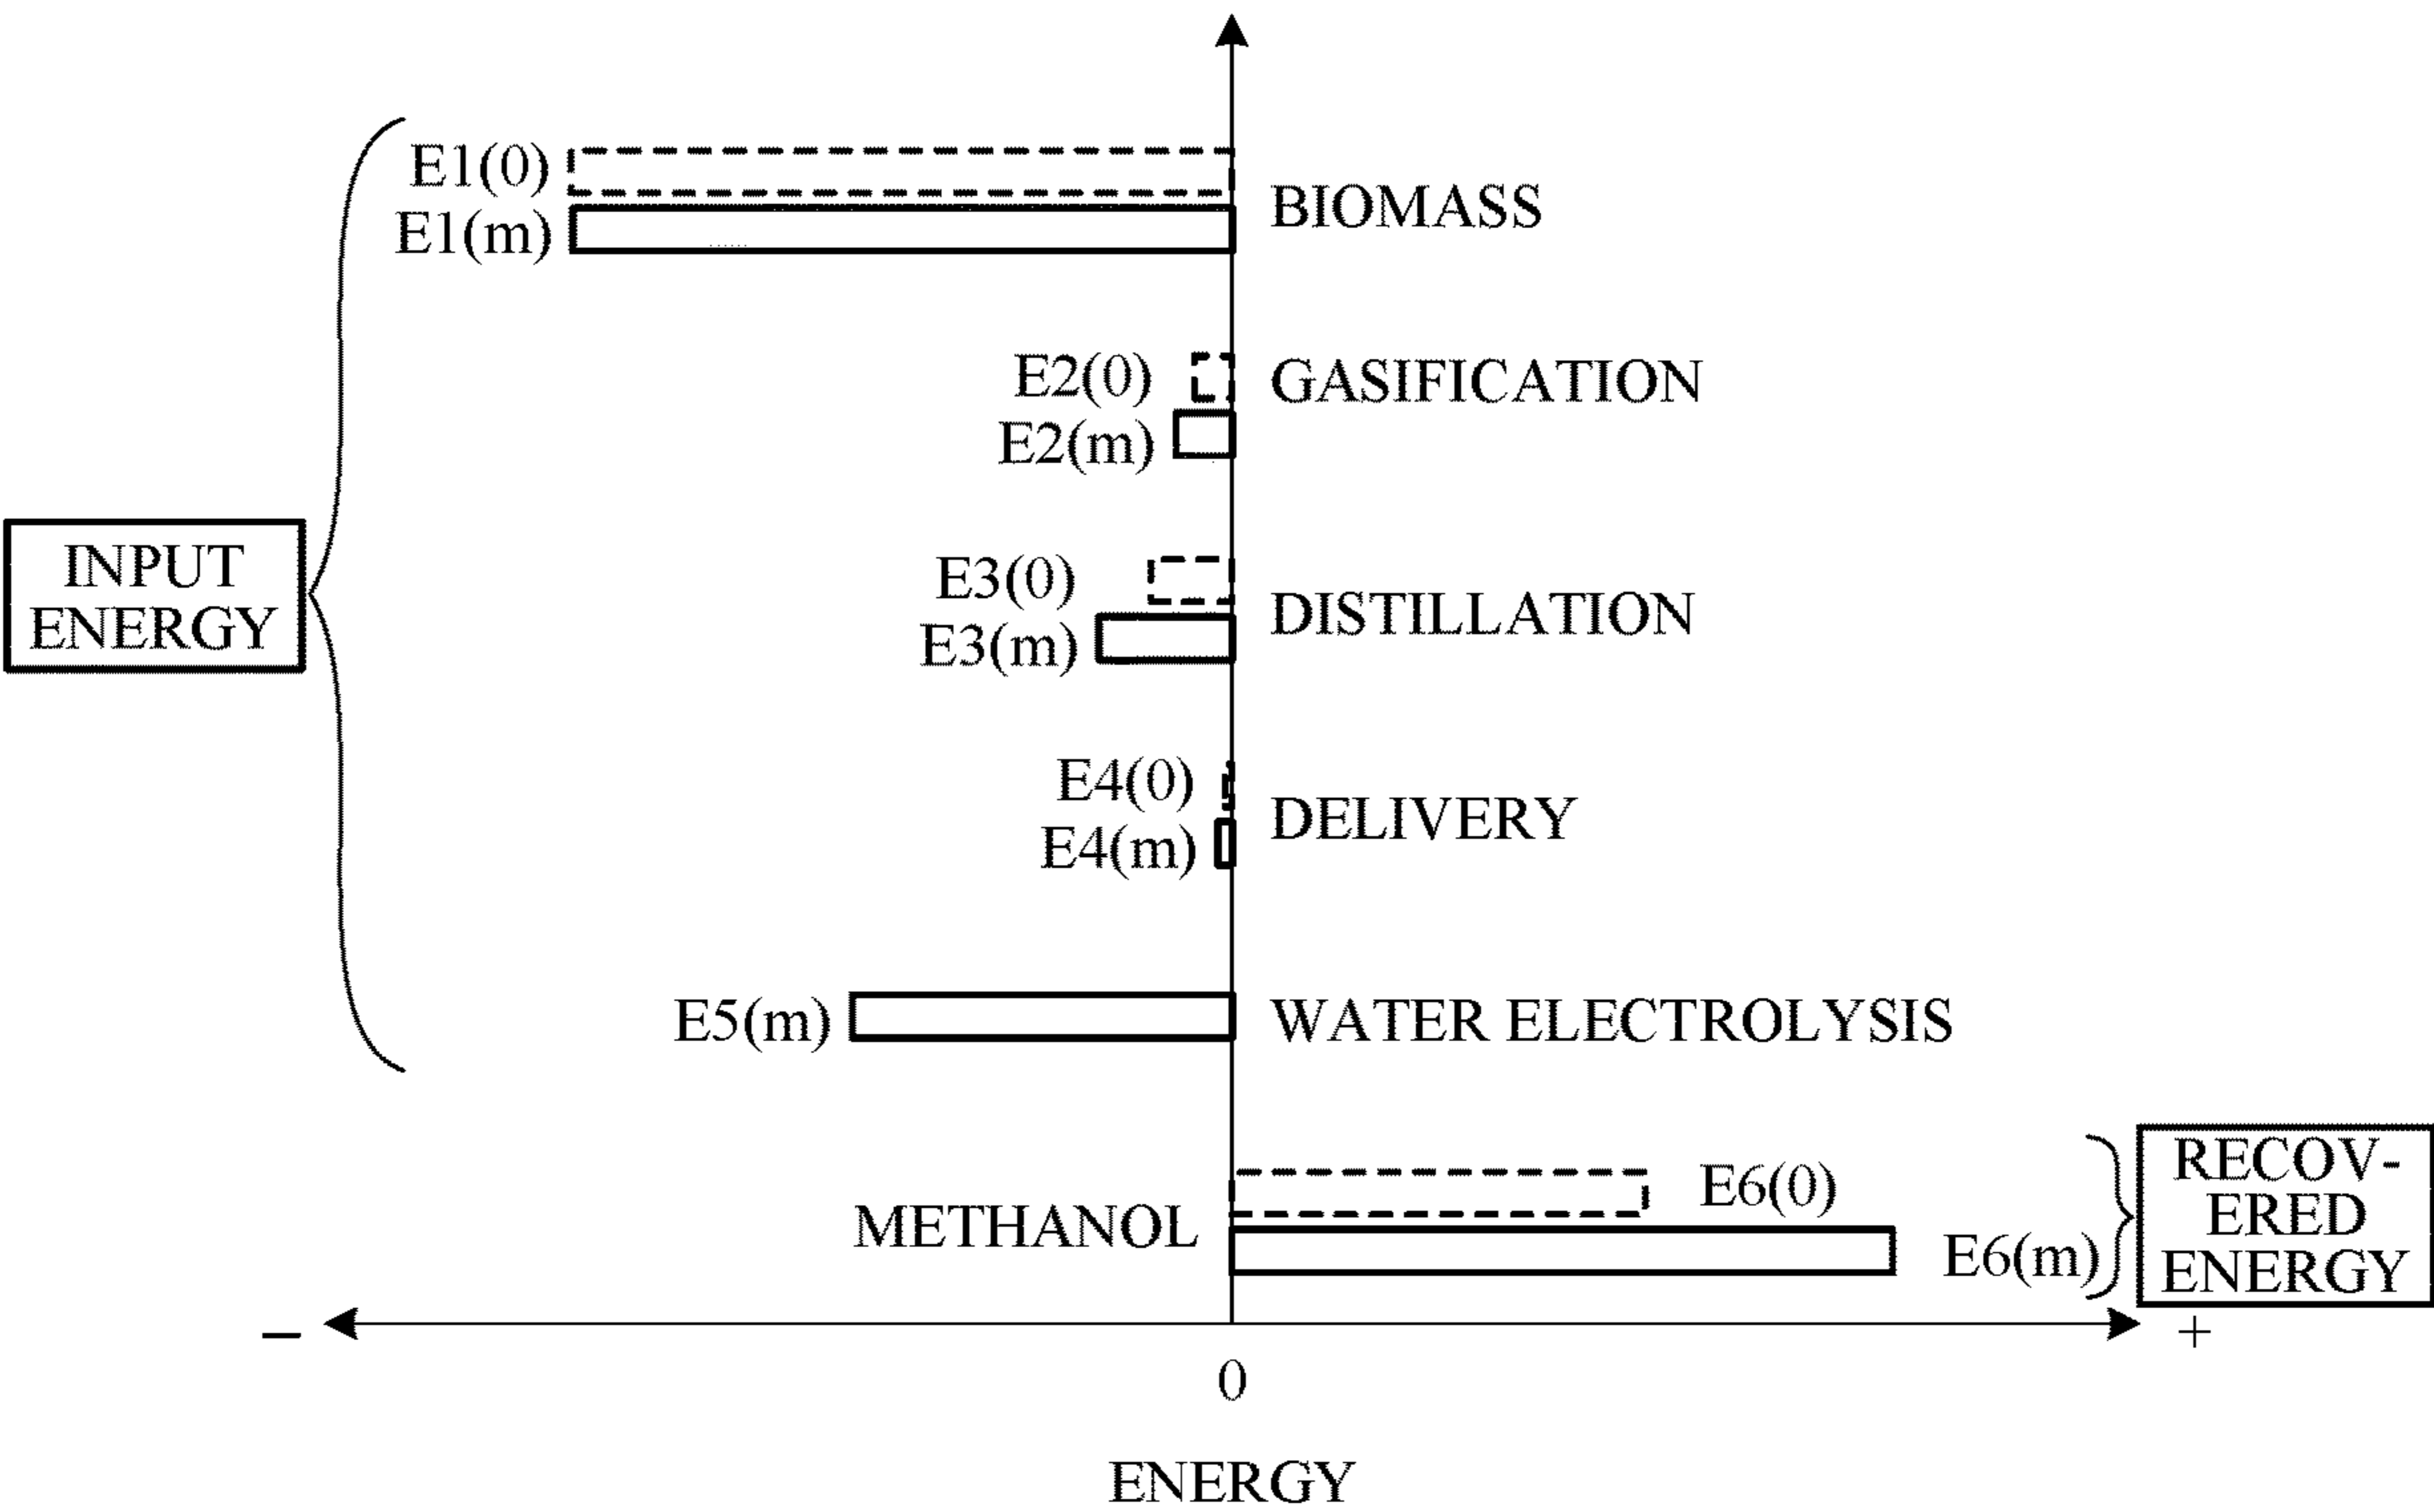 E1(0)
E1(m)
BIOMASS
E2(0)
E2(m)
GASIFICATION
INPUT
ENERGY
E3(0)
E3(m)
DISTILLATION
E4(0)
E4(m)
DELIVERY
E5(m)
WATER ELECTROLYSIS
METHANOL
E6(0)
E6(m)
RECOV-
ERED
ENERGY
−
+
0
ENERGY